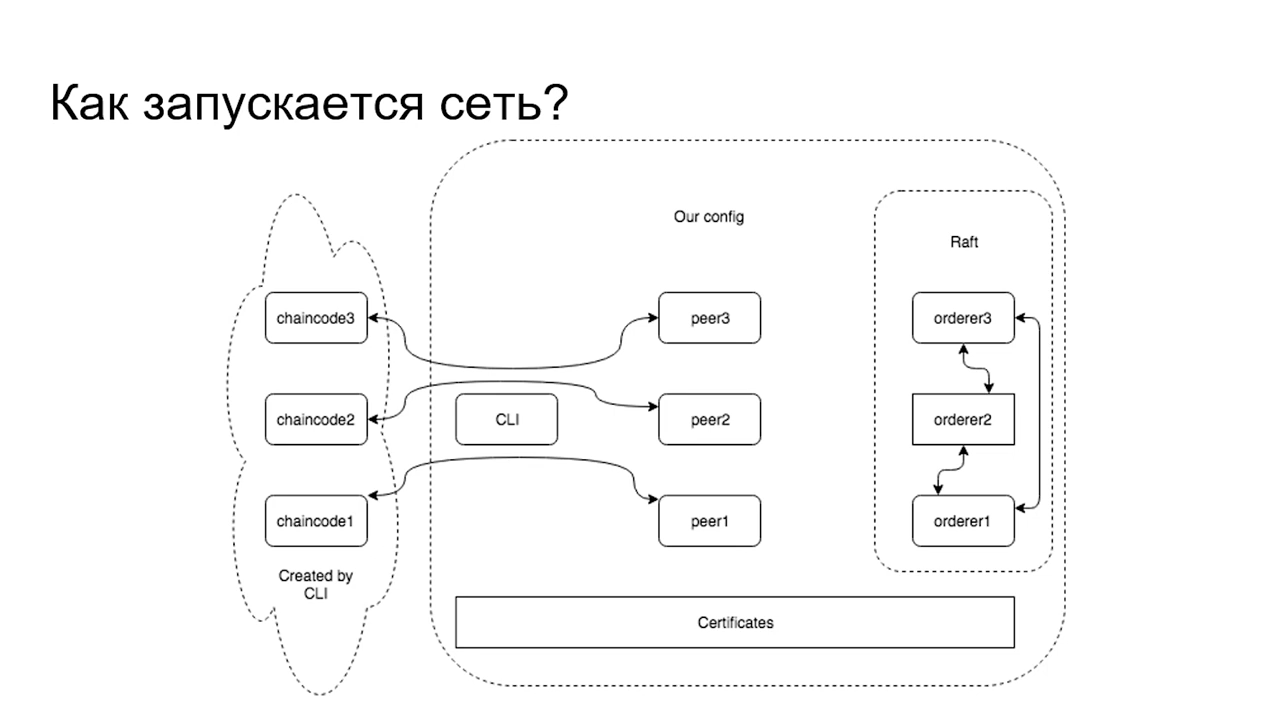 Как запускается сеть?
Our config
Raft
chaincode3
peer3
orderer3
chaincode2
CLI
peer2
orderer2
chaincode1
peer1
orderer1
Created by
CLI
Certificates